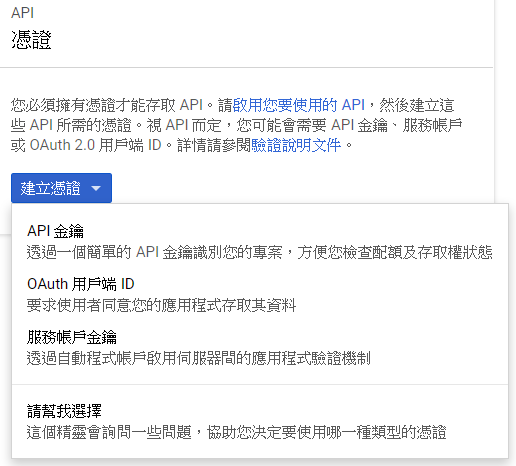 API
憑證
您必須擁有憑證才能存取 API。請啟用您要使用的 API，然後建立這
些 API 所需的憑證。視 API 而定，您可能會需要 API 金鑰、服務帳戶
或 OAuth 2.0 用戶端 ID。詳情請參閱驗證說明文件。
建立憑證
API 金鑰
透過一個簡單的 API 金鑰識別您的專案，方便您檢查配額及存取權狀態
OAuth 用戶端 ID
要求使用者同意您的應用程式存取其資料
服務帳戶金鑰
透過自動程式帳戶啟用伺服器間的應用程式驗證機制
請幫我選擇
這個精靈會詢問一些問題，協助您決定要使用哪一種類型的憑證